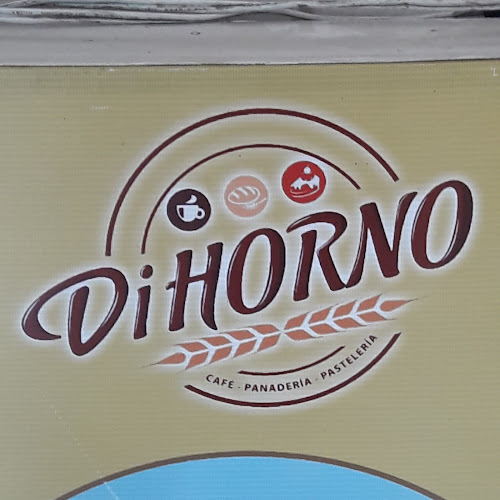 DiHORNO
CAFÉ - PANADERÍA - PASTELERÍA